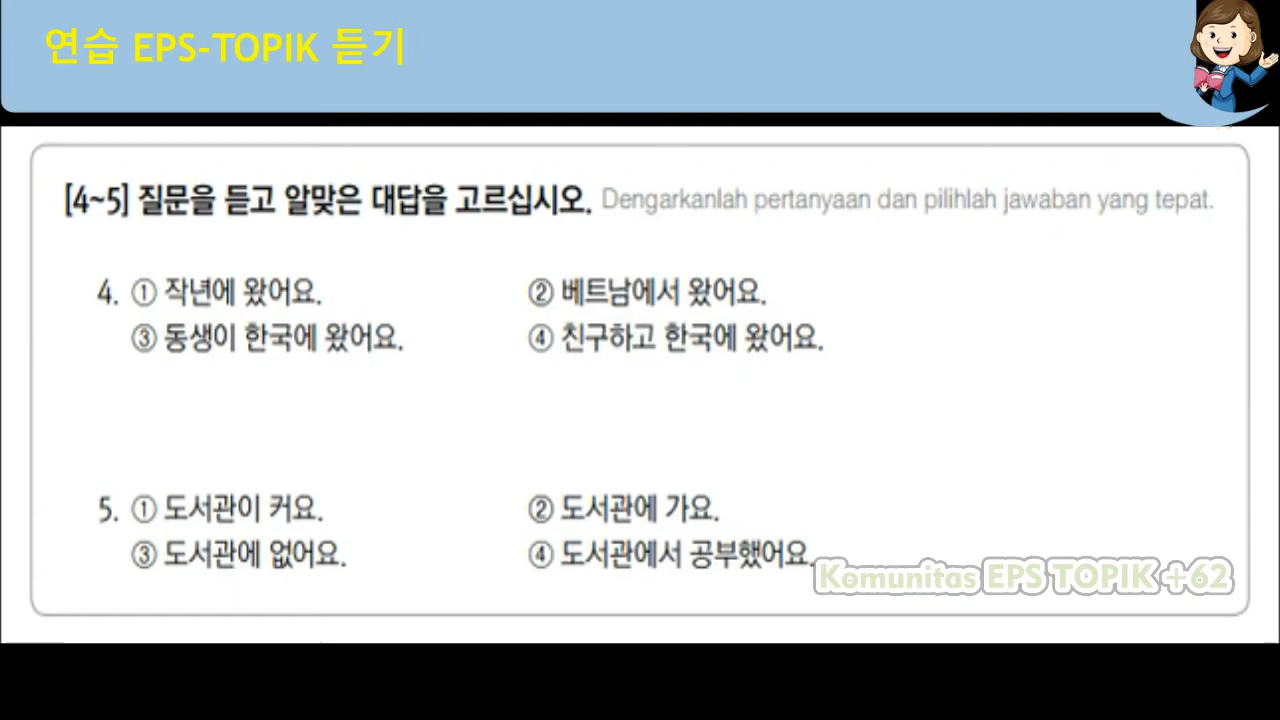 연습 EPS-TOPIK 듣기
[4~5] 질문을 듣고 알맞은 대답을 고르십시오. Dengarkanlah pertanyaan dan pilihlah jawaban yang tepat.
4. ① 작년에 왔어요. ② 베트남에서 왔어요.
③ 동생이 한국에 왔어요. ④ 친구하고 한국에 왔어요.
5. ① 도서관이 커요. ② 도서관에 가요.
③ 도서관에 없어요. ④ 도서관에서 공부했어요.
Komunitas EPS TOPIK +62